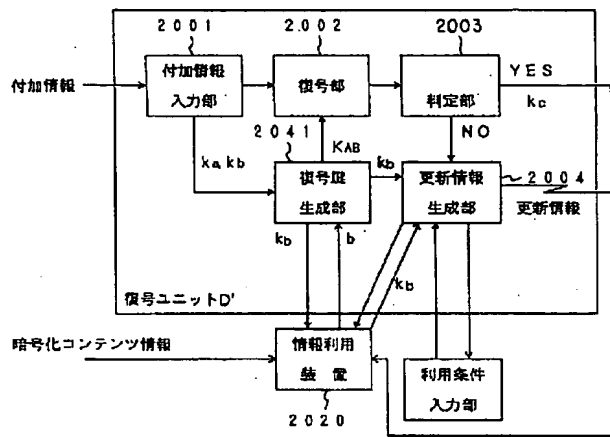 2001
2002
2003
付加情報
付加情報
入力部
復号部
判定部
YES
kc
2041
KAB
NO
ka,kb
kb
2004
復号鍵
生成部
更新情報
生成部
更新情報
kb
b
kb
復号ユニットD'
暗号化コンテンツ情報
情報利用
装置
利用条件
入力部
2020